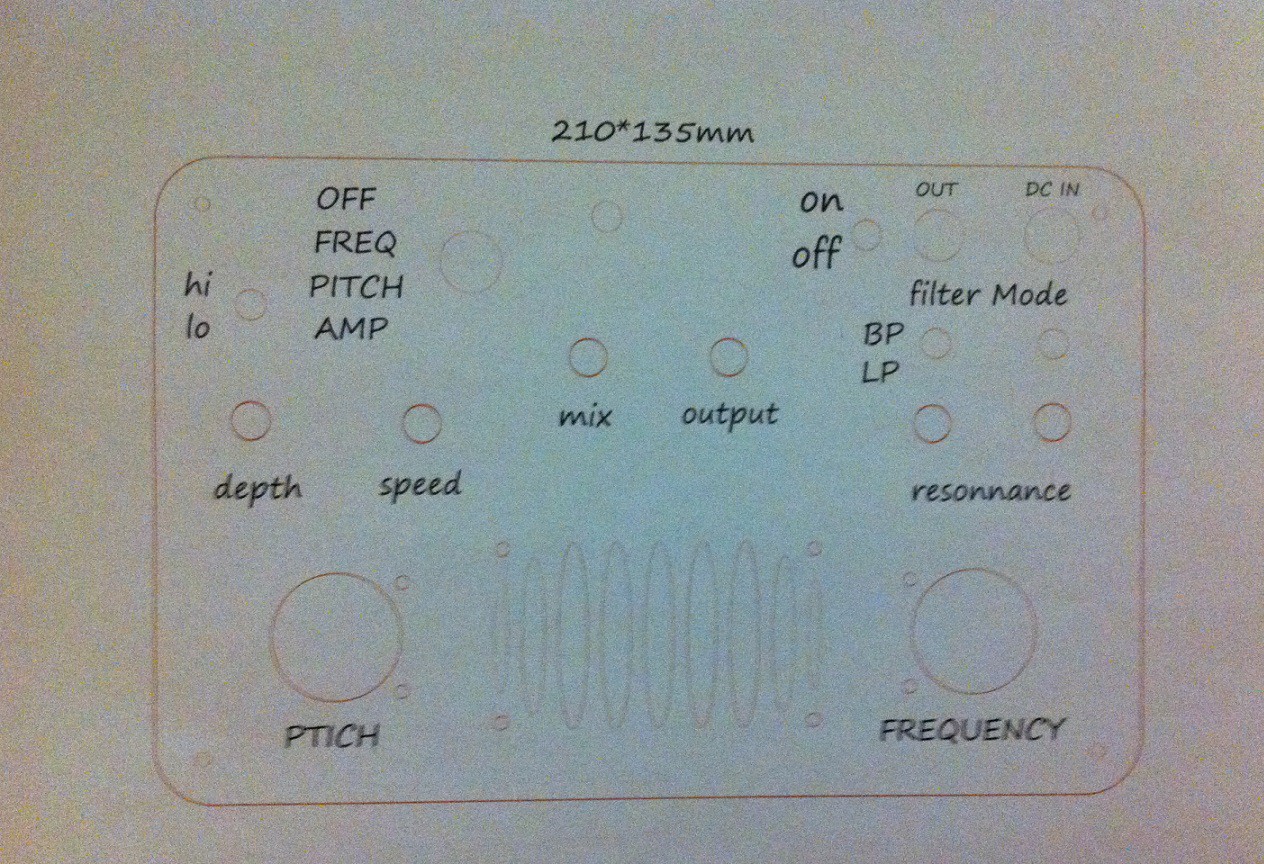 210*135mm
OFF
FREQ
PITCH
AMP
hi
lo
on
off
OUT
DC IN
filter Mode
BP
LP
mix
output
depth
speed
resonnance
PTICH
FREQUENCY